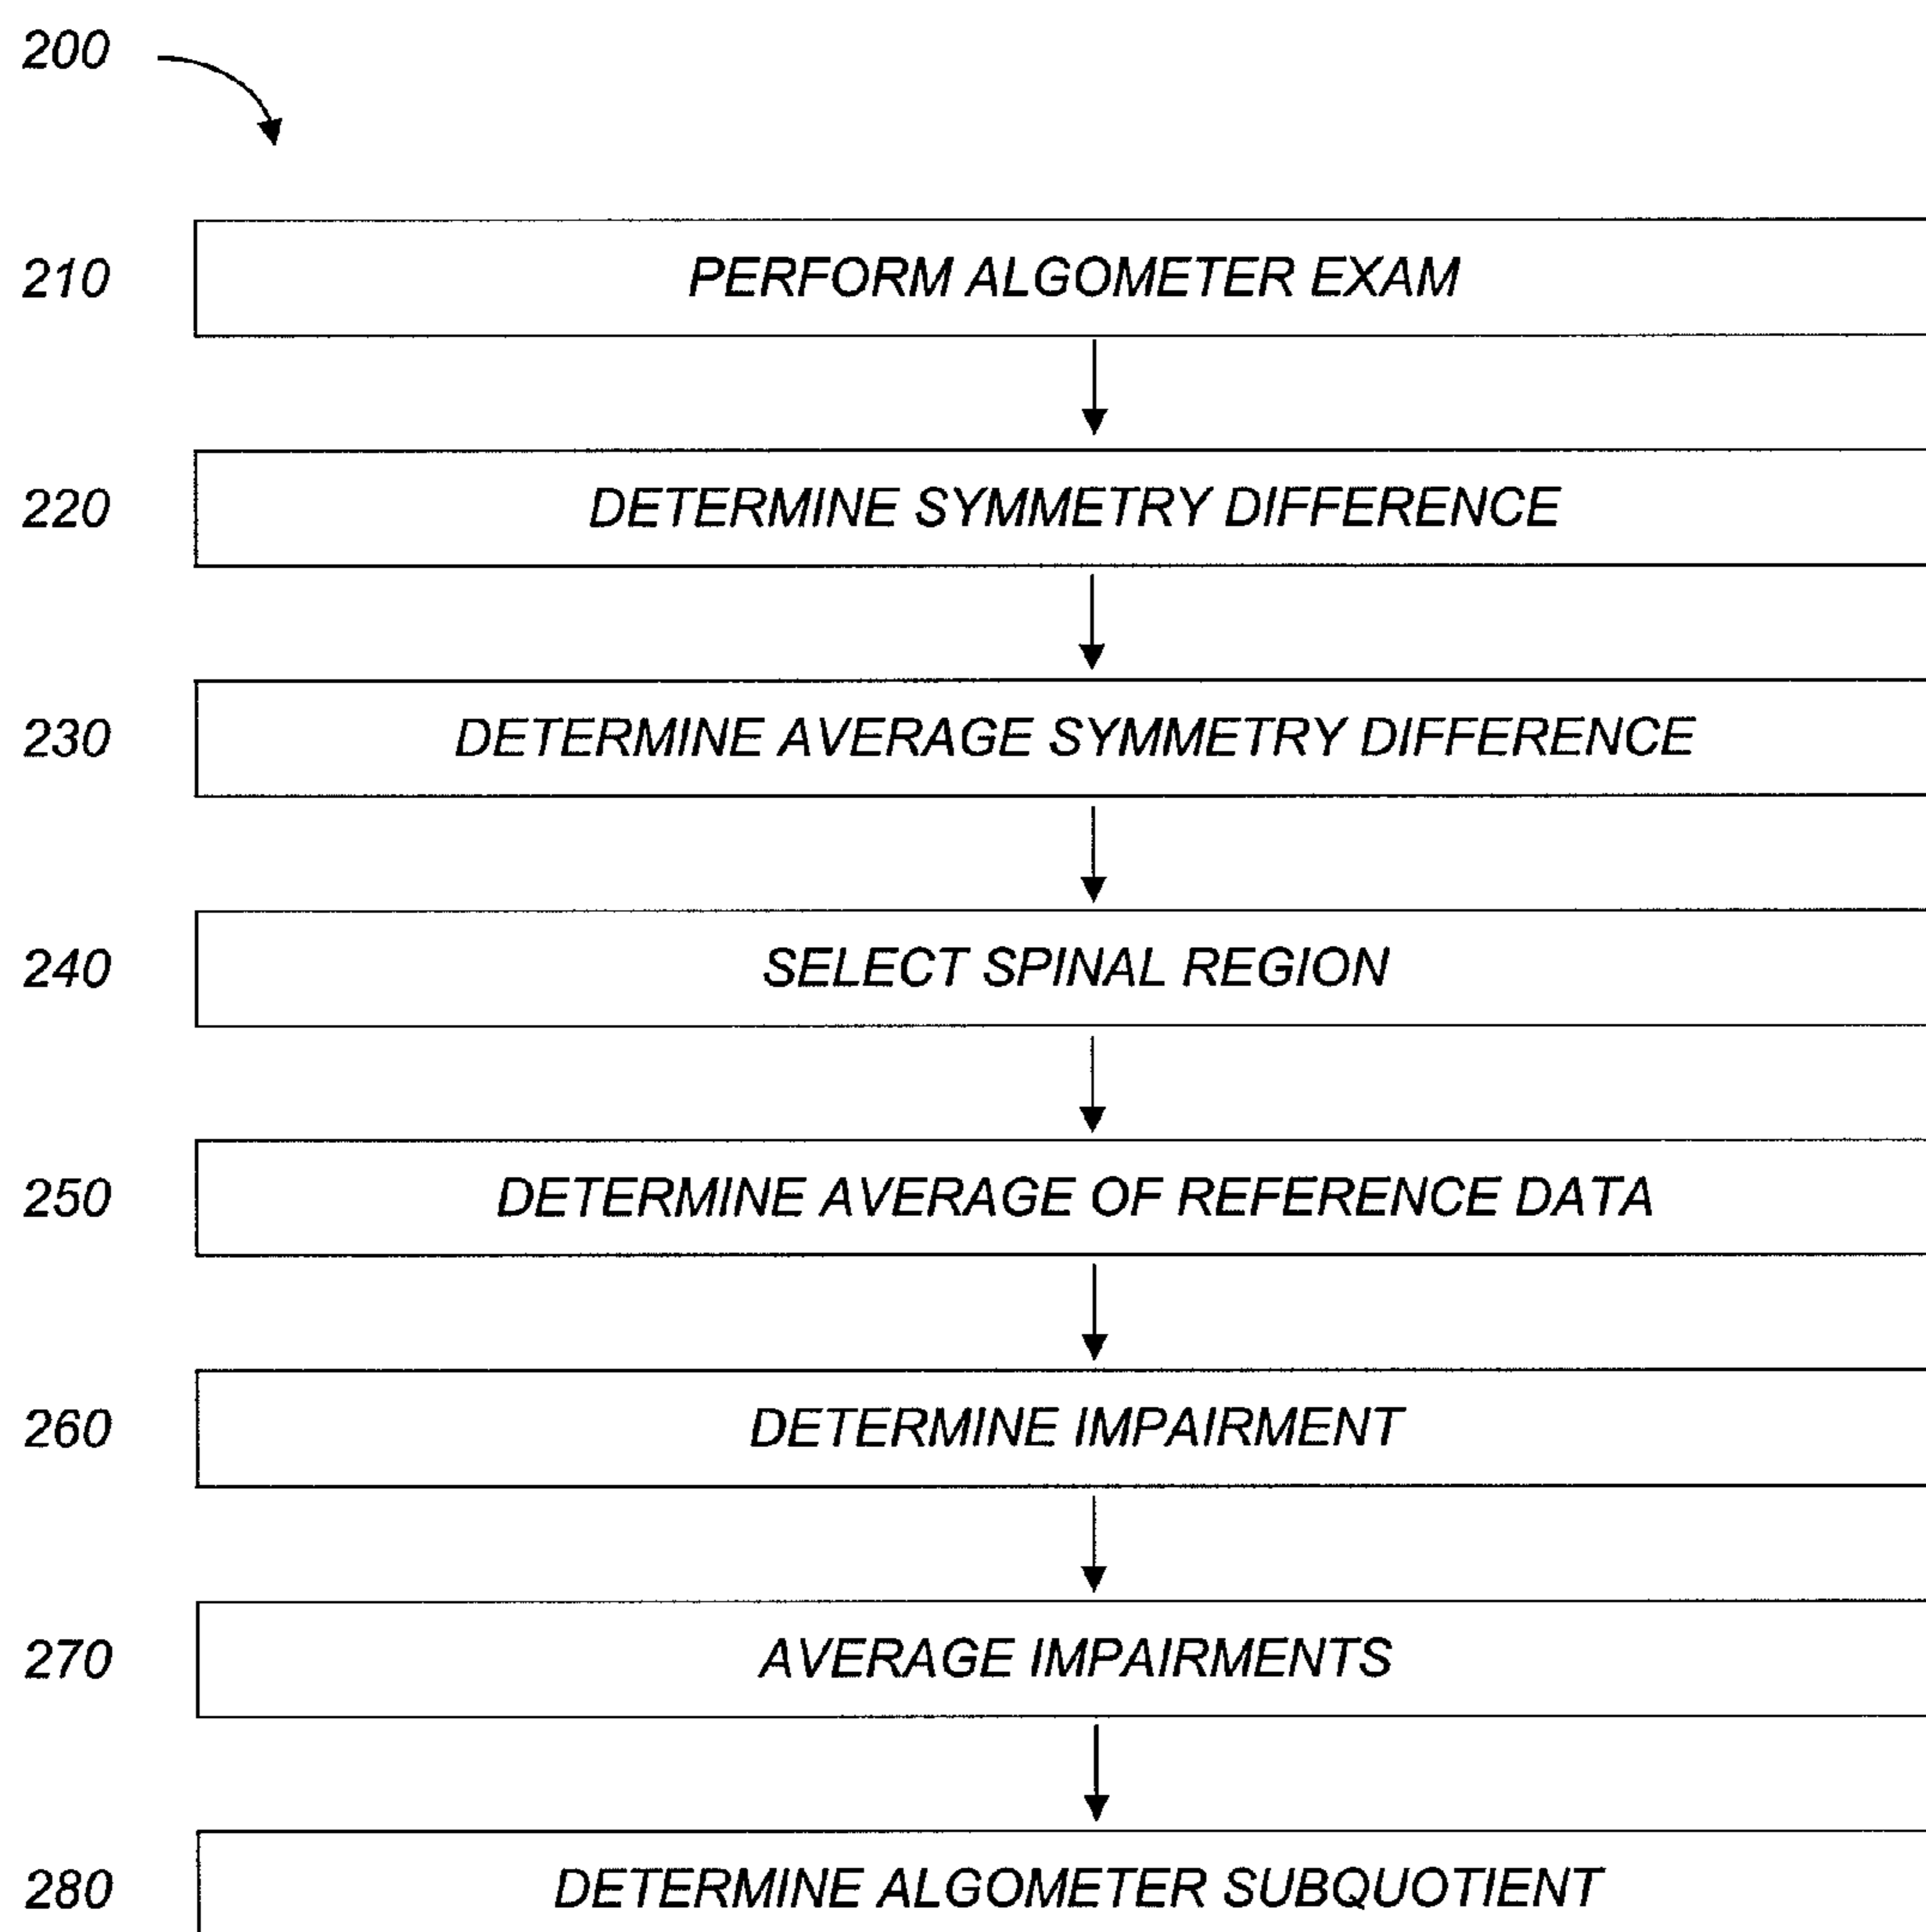 200
210 PERFORM ALGOMETER EXAM
220 DETERMINE SYMMETRY DIFFERENCE
230 DETERMINE AVERAGE SYMMETRY DIFFERENCE
240 SELECT SPINAL REGION
250 DETERMINE AVERAGE OF REFERENCE DATA
260 DETERMINE IMPAIRMENT
270 AVERAGE IMPAIRMENTS
280 DETERMINE ALGOMETER SUBQUOTIENT